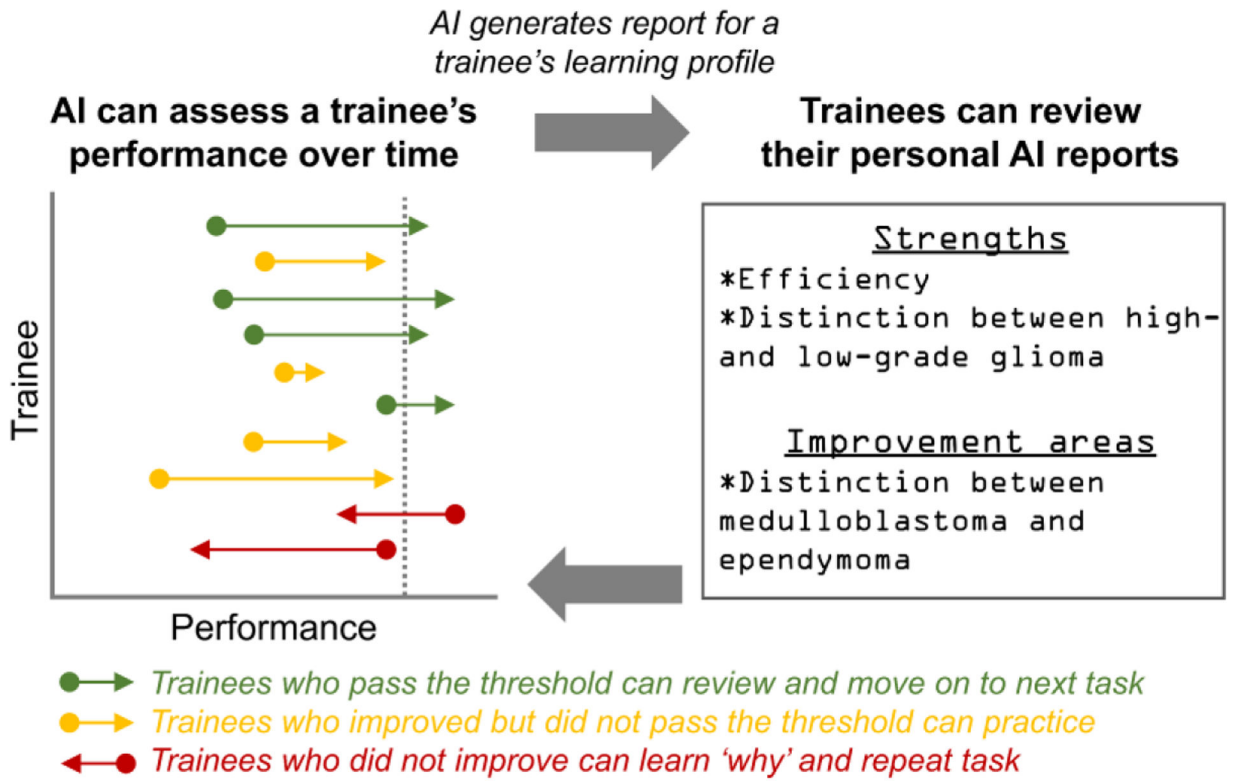 AI generates report for a
trainee's learning profile
AI can assess a trainee's
performance over time
Trainees can review
their personal AI reports
Trainee
Performance
Strengths
*Efficiency
*Distinction between high-
and low-grade glioma
Improvement areas
*Distinction between
medulloblastoma and
ependymoma
Trainees who pass the threshold can review and move on to next task
Trainees who improved but did not pass the threshold can practice
Trainees who did not improve can learn 'why' and repeat task